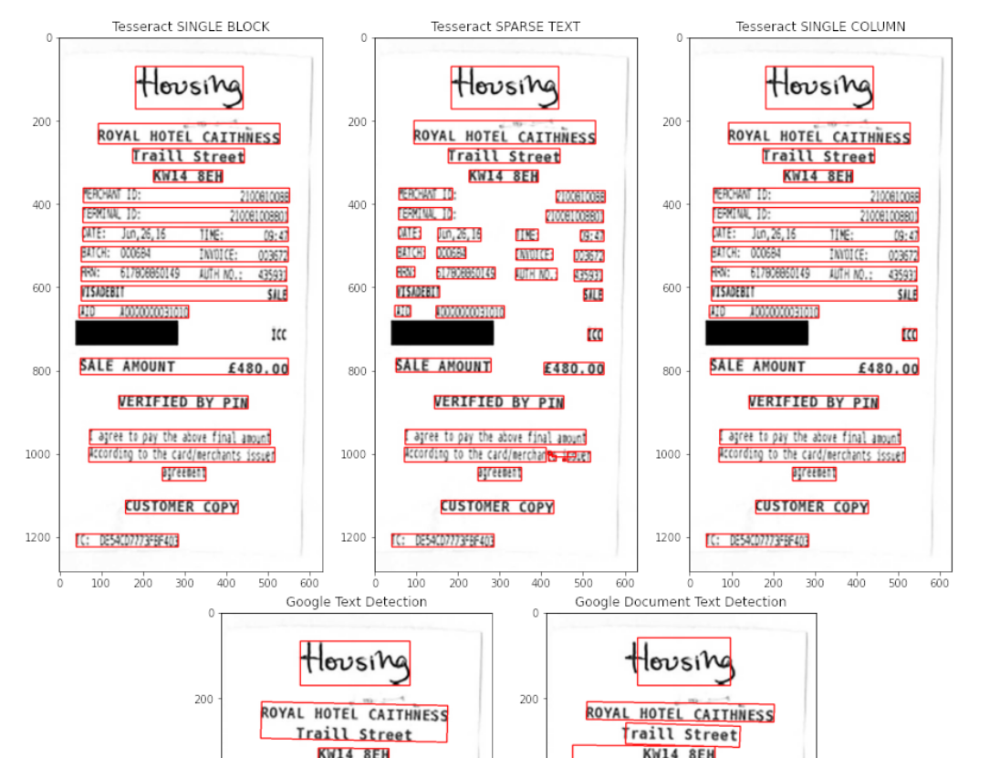 Tesseract SINGLE BLOCK
0
200
400
600
800
1000
1200
Housing
ROYAL HOTEL CAITHNESS
Traill Street
KW14 8EH
MERCHANT ID: 2100810088
TERMINAL ID: 210081008801
DATE: Jun,26,16 TIME: 09:47
BATCH: 000684 INVOICE: 003672
RRN: 617808860149 AUTH NO.: 435931
VISADEBIT SALE
AID A0000000031010
ICC
SALE AMOUNT £480.00
VERIFIED BY PIN
I agree to pay the above final amount
According to the card/merchants issuer
agreement
CUSTOMER COPY
TC: DE54CD7773FBF403
0 100 200 300 400 500 600
Tesseract SPARSE TEXT
0
200
400
600
800
1000
1200
Housing
ROYAL HOTEL CAITHNESS
Traill Street
KW14 8EH
MERCHANT ID: 2100810088
TERMINAL ID: 210081008801
DATE: Jun,26,16 TIME: 09:47
BATCH: 000684 INVOICE: 003672
RRN: 617808860149 AUTH NO.: 435931
VISADEBIT SALE
AID A0000000031010
ICC
SALE AMOUNT £480.00
VERIFIED BY PIN
I agree to pay the above final amount
According to the card/merchants issuer
agreement
CUSTOMER COPY
TC: DE54CD7773FBF403
0 100 200 300 400 500 600
Tesseract SINGLE COLUMN
0
200
400
600
800
1000
1200
Housing
ROYAL HOTEL CAITHNESS
Traill Street
KW14 8EH
MERCHANT ID: 2100810088
TERMINAL ID: 210081008801
DATE: Jun,26,16 TIME: 09:47
BATCH: 000684 INVOICE: 003672
RRN: 617808860149 AUTH NO.: 435931
VISADEBIT SALE
AID A0000000031010
ICC
SALE AMOUNT £480.00
VERIFIED BY PIN
I agree to pay the above final amount
According to the card/merchants issuer
agreement
CUSTOMER COPY
TC: DE54CD7773FBF403
0 100 200 300 400 500 600
Google Text Detection
0
200
Housing
ROYAL HOTEL CAITHNESS
Traill Street
KW14 8EH
Google Document Text Detection
0
200
Housing
ROYAL HOTEL CAITHNESS
Traill Street
KW14 8EH